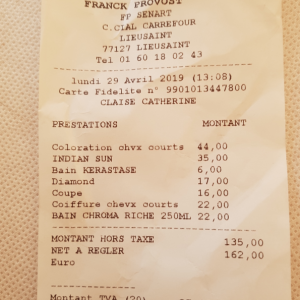 FRANCK PROVOST
FP SENART
C.CIAL CARREFOUR
LIEUSAINT
77127 LIEUSAINT
Tel 01 60 18 02 43
lundi 29 Avril 2019 (13:08)
Carte Fidelite n° 9901013447800
CLAISE CATHERINE
PRESTATIONS MONTANT
Coloration chvx courts 44,00
INDIAN SUN 35,00
Bain KERASTASE 6,00
Diamond 17,00
Coupe 16,00
Coiffure chevx courts 22,00
BAIN CHROMA RICHE 250ML 22,00
MONTANT HORS TAXE 135,00
NET A REGLER 162,00
Euro
Montant TVA (20)